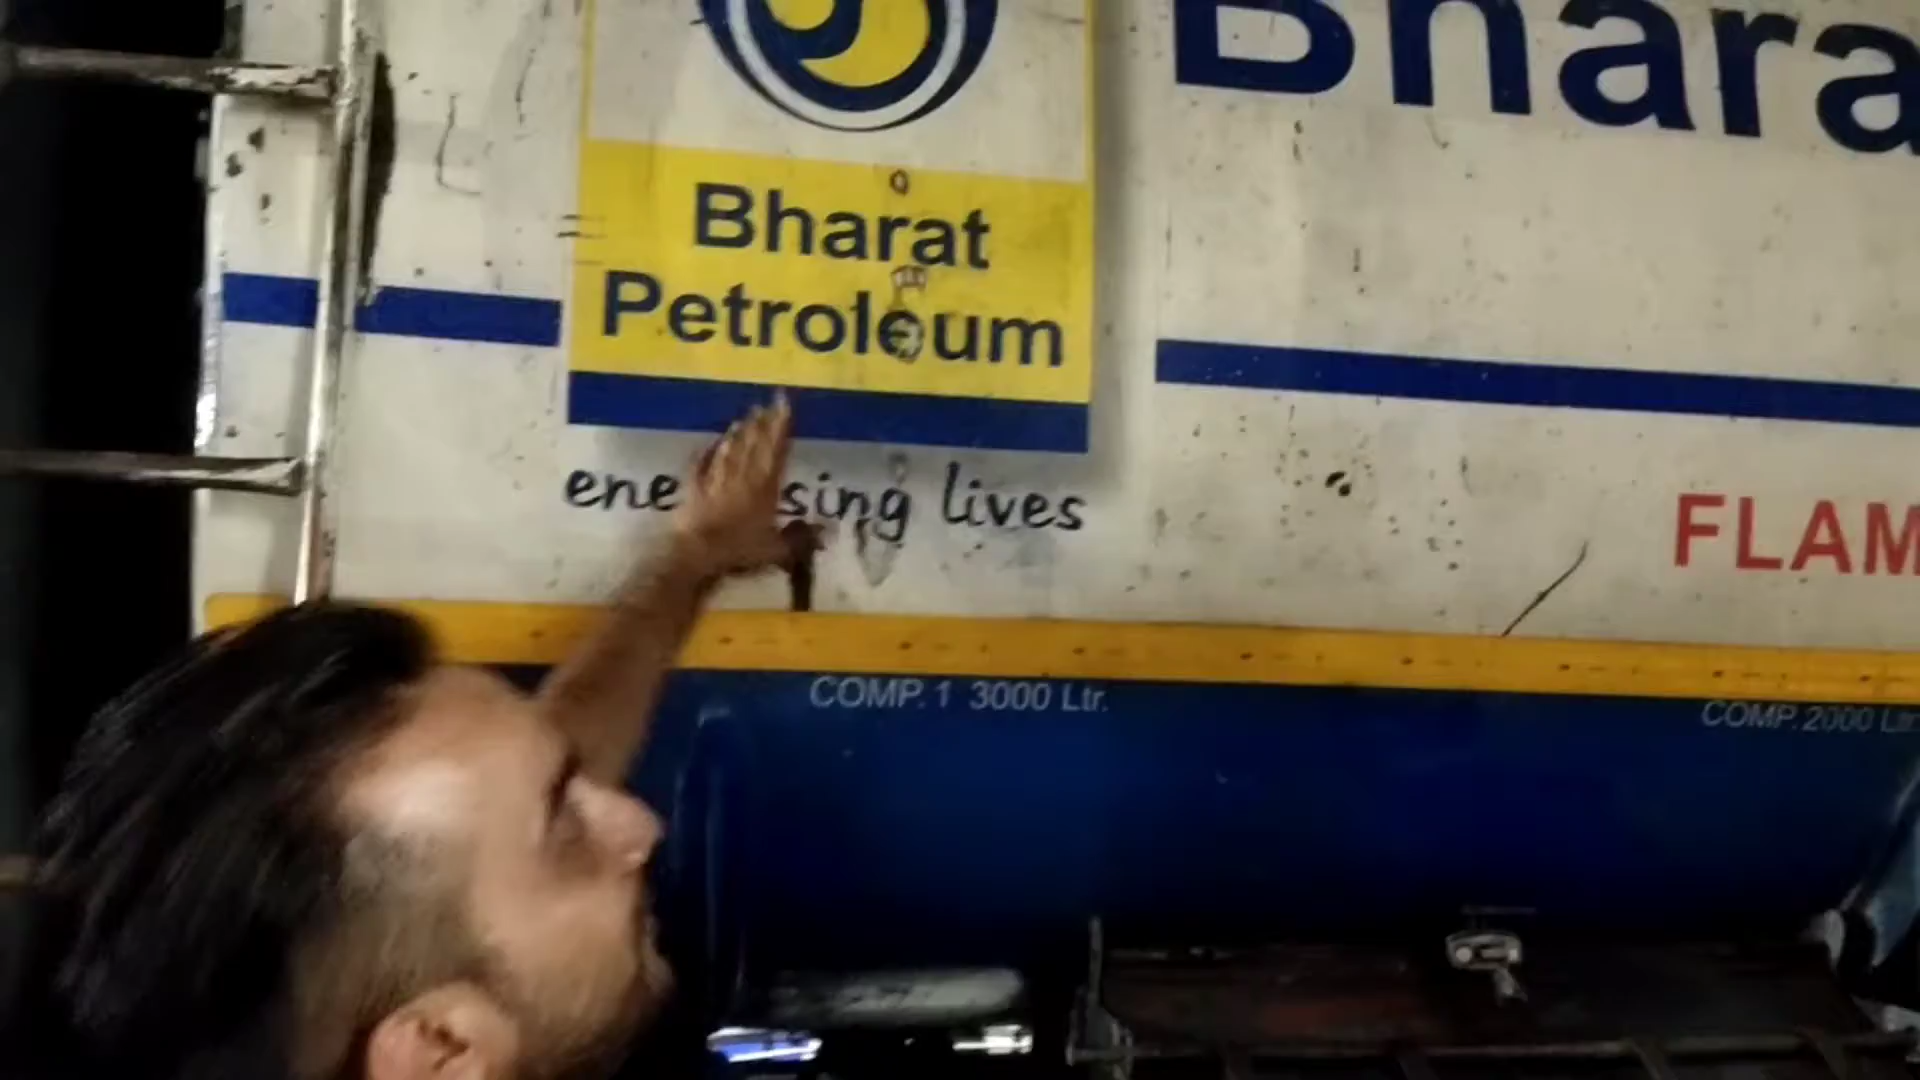 Bhara
Bharat
Petroleum
ene sing lives
FLAM
COMP. 1 3000 Ltr.
COMP. 2000 Ltr